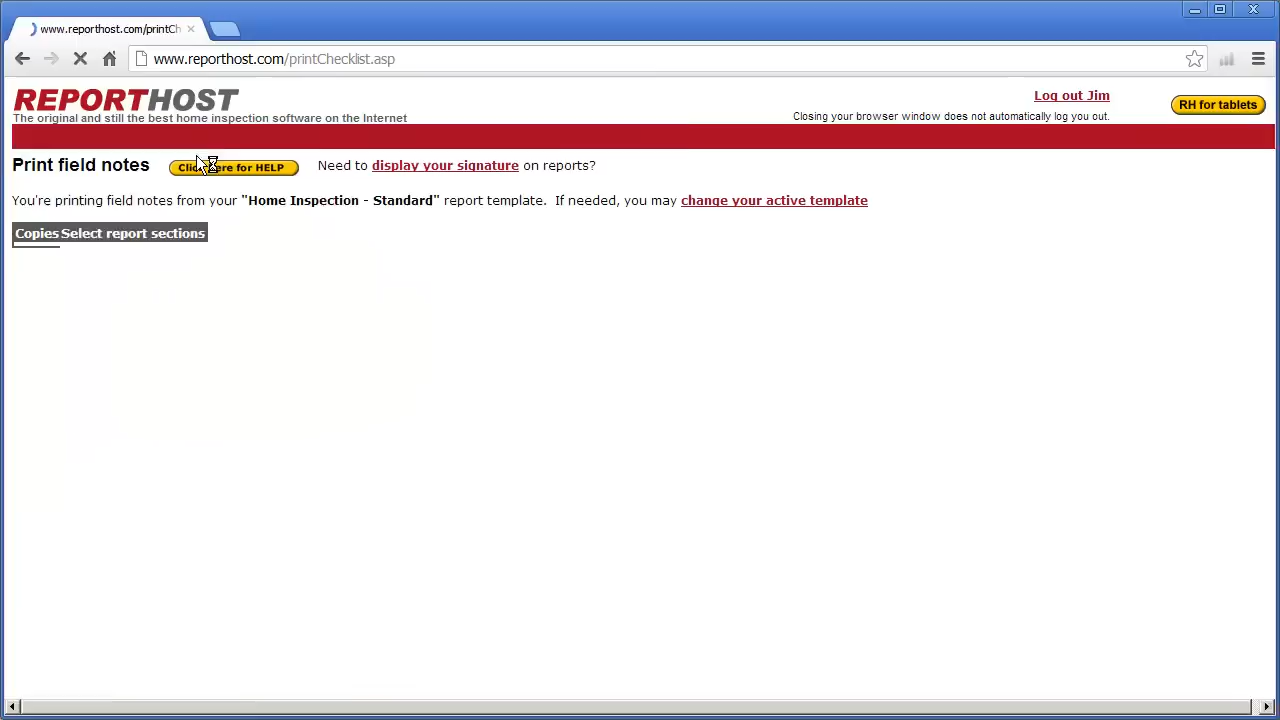 www.reporthost.com/printCh
www.reporthost.com/printChecklist.asp
REPORTHOST
The original and still the best home inspection software on the Internet
Log out Jim
Closing your browser window does not automatically log you out.
RH for tablets
Print field notes
for HELP
Need to display your signature on reports?
You're printing field notes from your "Home Inspection - Standard" report template. If needed, you may change your active template
Copies Select report sections